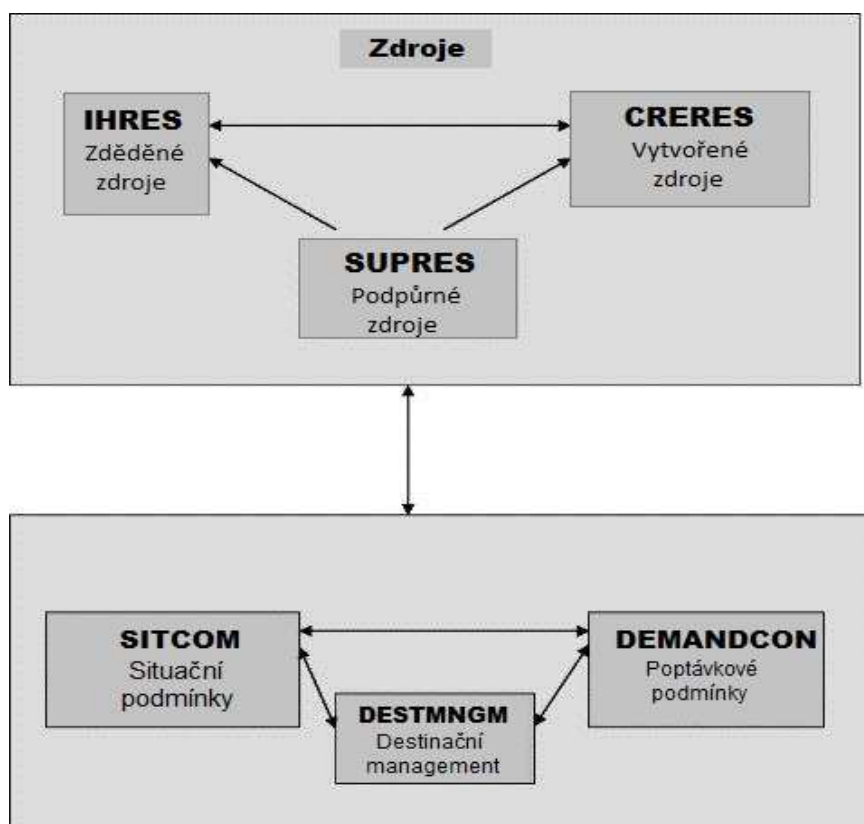 Zdroje
IHRES
Zděděné
zdroje
CRERES
Vytvořené
zdroje
SUPRES
Podpůrné
zdroje
SITCOM
Situační
podmínky
DEMANDCON
Poptávkové
podmínky
DESTMNGM
Destinační
management